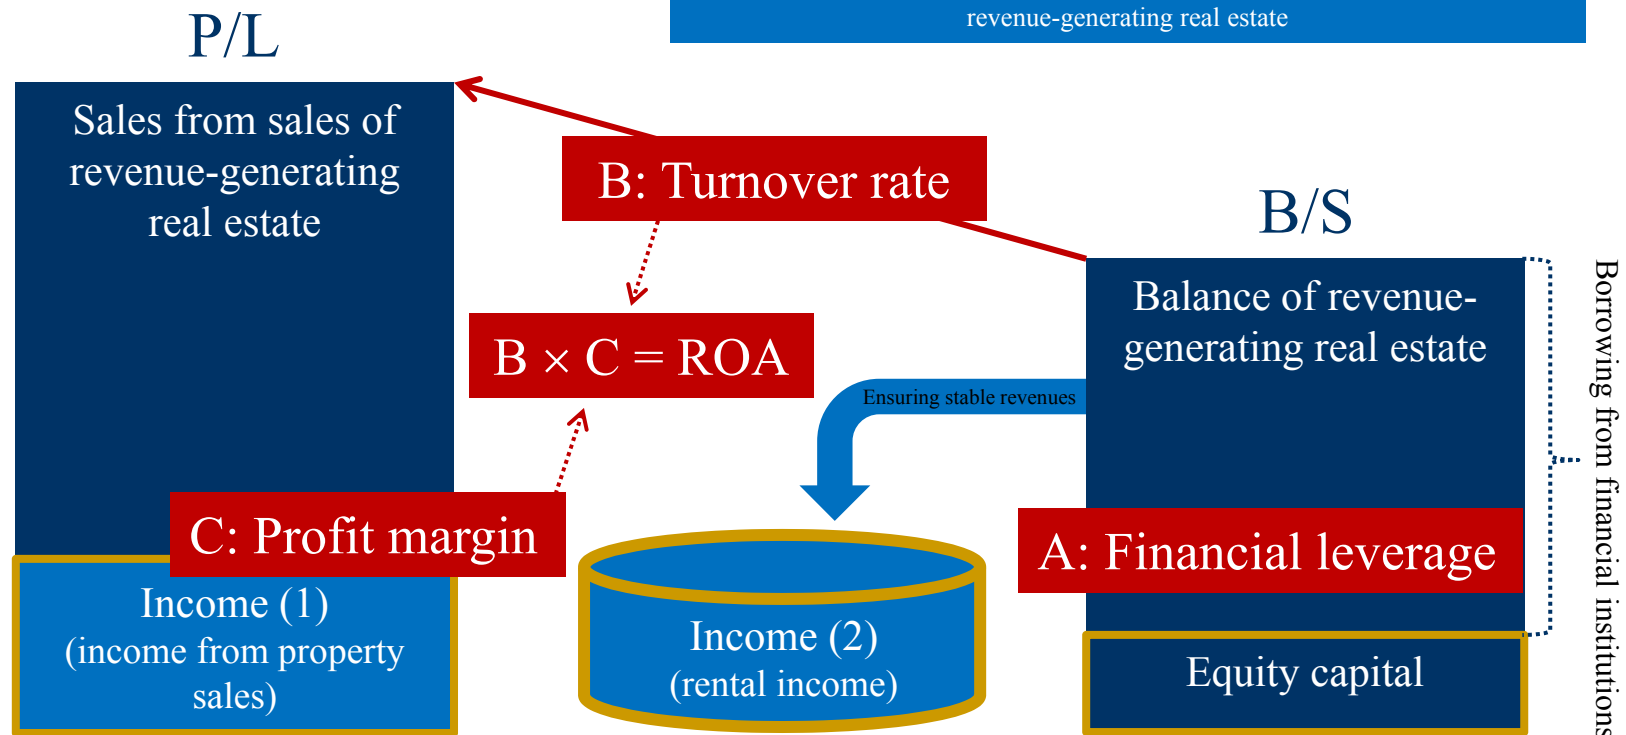 revenue-generating real estate
P/L
Sales from sales of
revenue-generating
real estate
B: Turnover rate
B/S
Balance of revenue-
generating real estate
B × C = ROA
Ensuring stable revenues
C: Profit margin
A: Financial leverage
Income (1)
(income from property
sales)
Income (2)
(rental income)
Equity capital
Borrowing from financial institutions